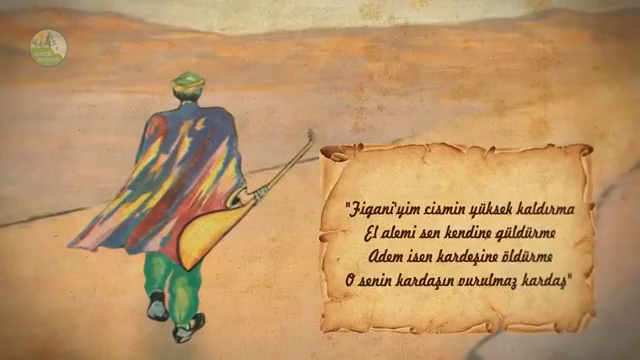 "Figani'yim cismin yüksek kaldırma
El alemi sen kendine güldürme
Adem isen kardeşine öldürme
O senin kardaşın vurulmaz kardaş"